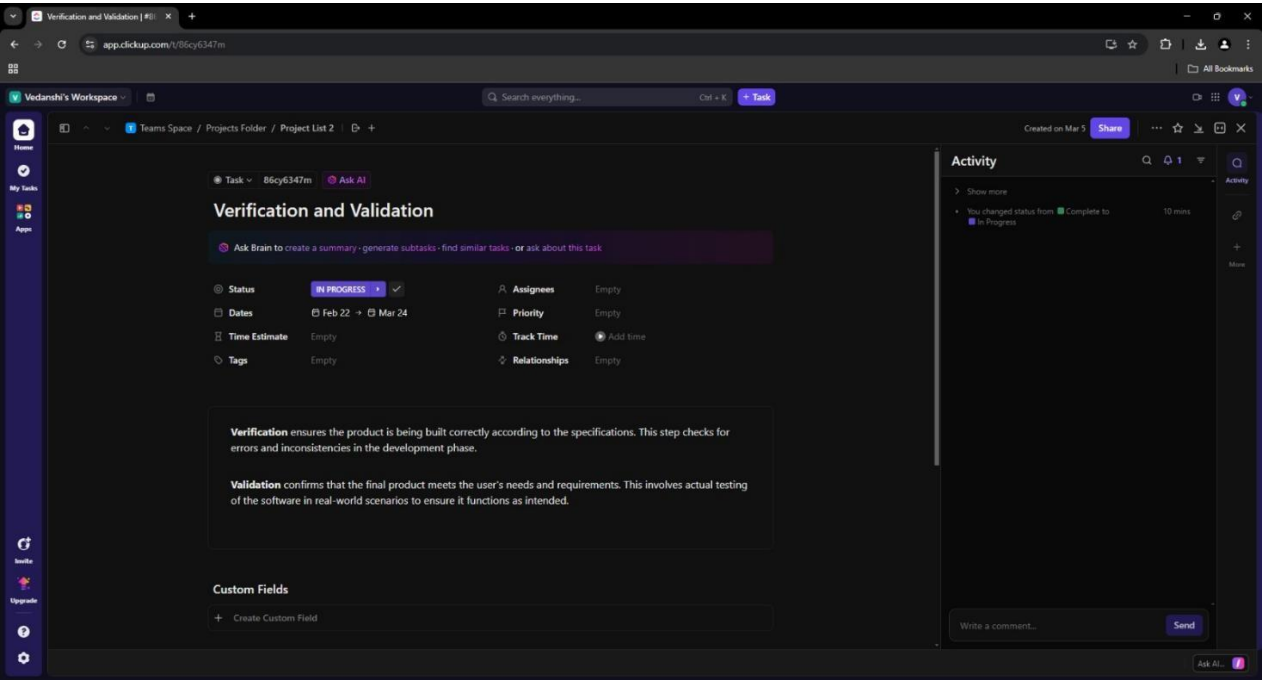 Verification and Validation | #8
app.clickup.com/t/86cy6347m
All Bookmarks
V Vedanshi's Workspace
Search everything...
Ctrl + K
+ Task
V
Home
My Tasks
Apps
Invite
Upgrade
T Teams Space / Projects Folder / Project List 2
Created on Mar 5
Share
Task
86cy6347m
Ask AI
Verification and Validation
Ask Brain to create a summary · generate subtasks · find similar tasks · or ask about this task
Status
IN PROGRESS
Assignees
Empty
Dates
Feb 22 → Mar 24
Priority
Empty
Time Estimate
Empty
Track Time
Add time
Tags
Empty
Relationships
Empty
Verification ensures the product is being built correctly according to the specifications. This step checks for
errors and inconsistencies in the development phase.
Validation confirms that the final product meets the user's needs and requirements. This involves actual testing
of the software in real-world scenarios to ensure it functions as intended.
Custom Fields
+ Create Custom Field
Activity
1
Show more
You changed status from Complete to
In Progress
10 mins
Write a comment...
Send
Activity
More
Ask AI...